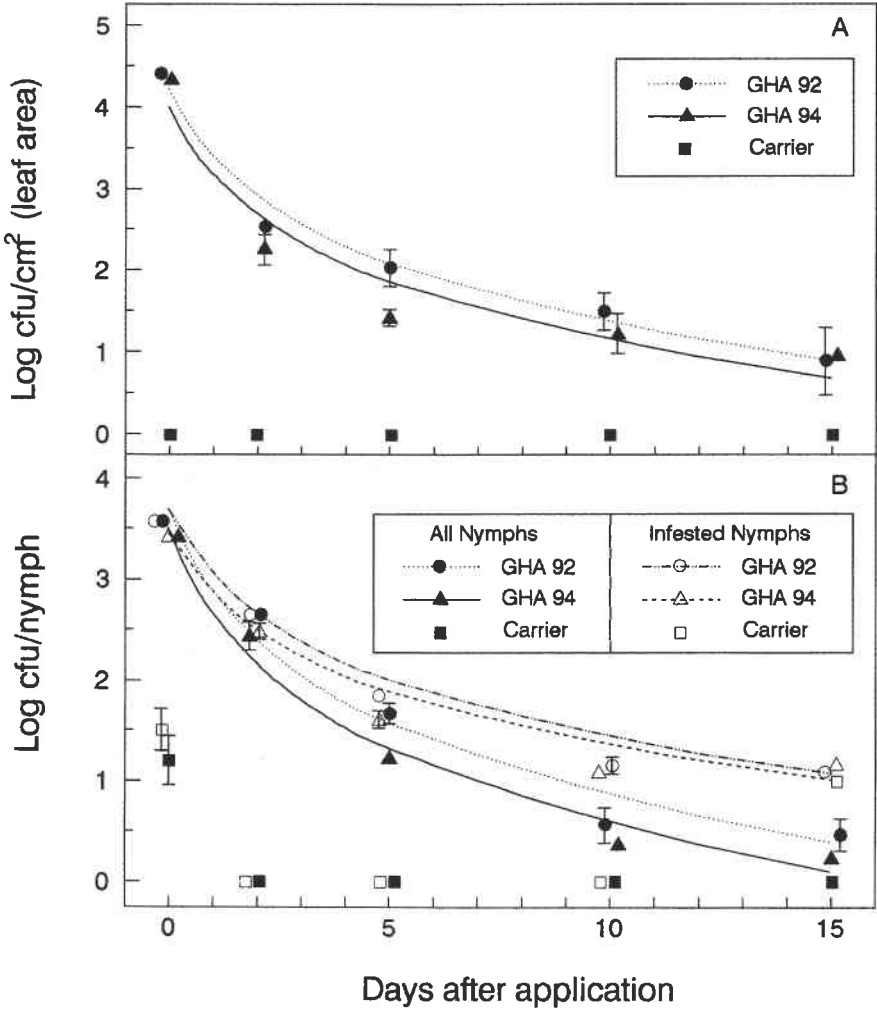 A
5
4
3
2
1
0
Log cfu/cm² (leaf area)
GHA 92
GHA 94
Carrier
B
4
3
2
1
0
Log cfu/nymph
All Nymphs
GHA 92
GHA 94
Carrier
Infested Nymphs
GHA 92
GHA 94
Carrier
0
5
10
15
Days after application